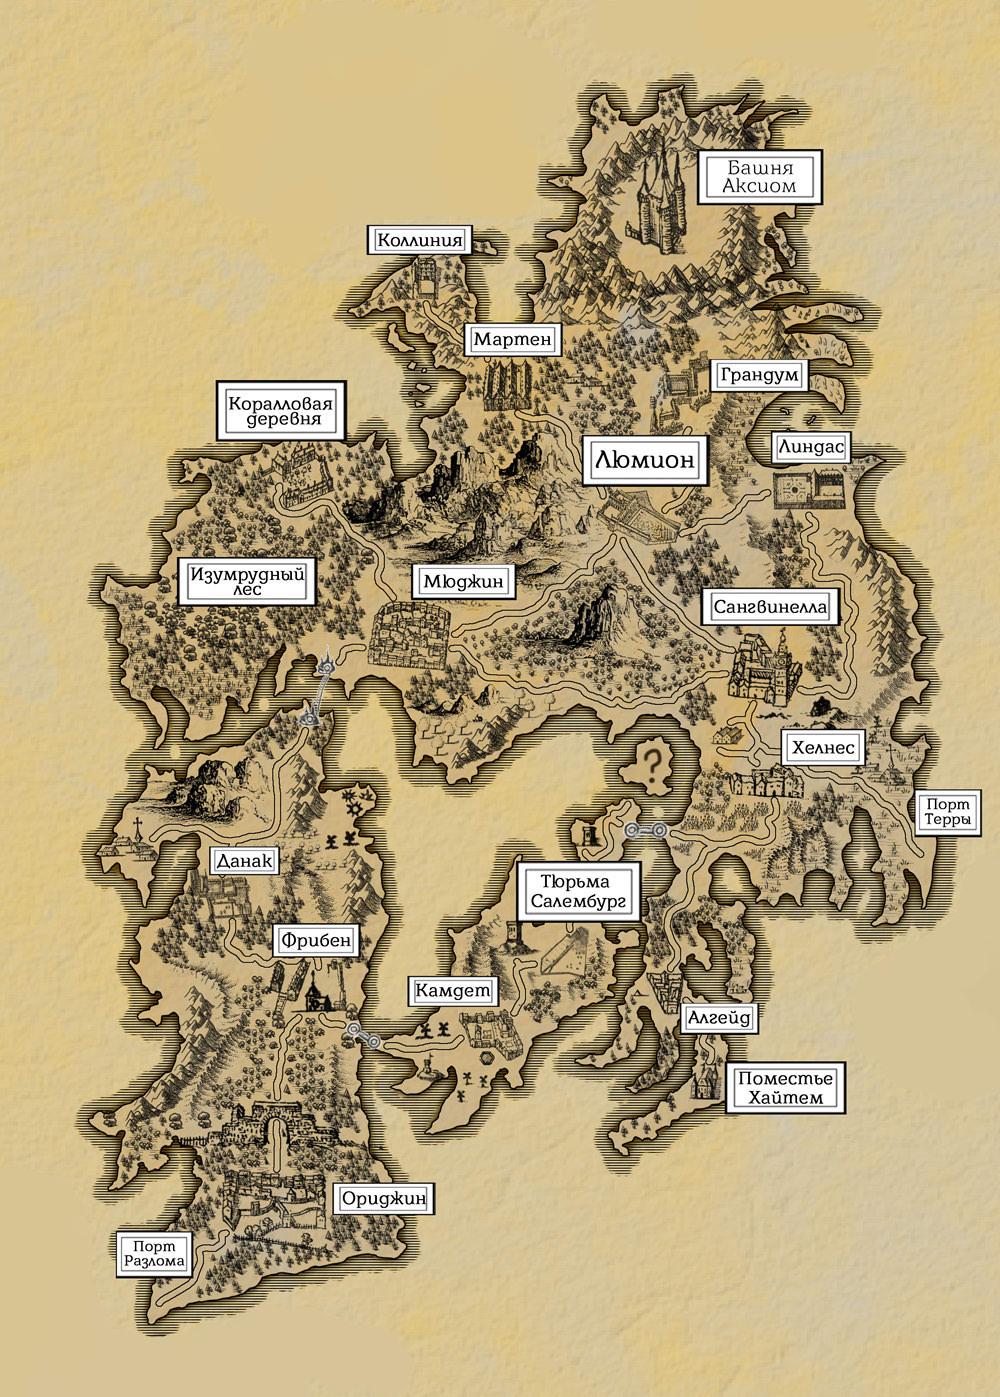 Башня
Аксиом
Коллиния
Мартен
Грандум
Коралловая
деревня
Люмион
Линдас
Изумрудный
лес
Мюджин
Сангвинелла
Хелнес
?
Порт
Терры
Данак
Тюрьма
Салембург
Фрибен
Камдет
Алгейд
Поместье
Хайтем
Ориджин
Порт
Разлома